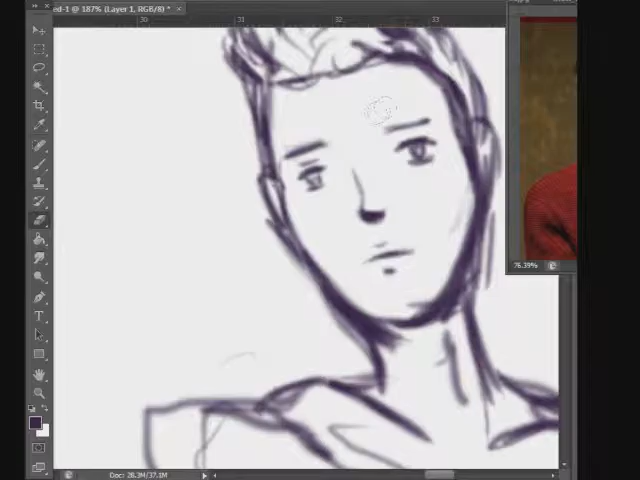 ed-1 @ 187% (Layer 1, RGB/8) * ×
30 31 32 33
76.39%
T
Doc: 28.3M/37.1M